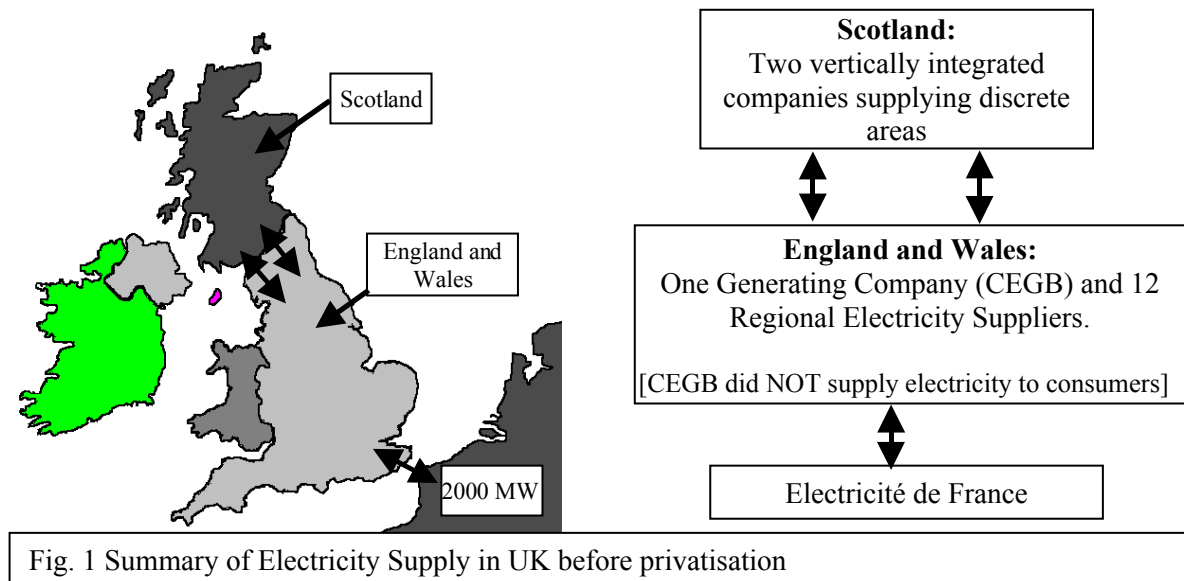 Scotland
England and
Wales
2000 MW
Scotland:
Two vertically integrated
companies supplying discrete
areas
England and Wales:
One Generating Company (CEGB) and 12
Regional Electricity Suppliers.
[CEGB did NOT supply electricity to consumers]
Electricité de France
Fig. 1 Summary of Electricity Supply in UK before privatisation